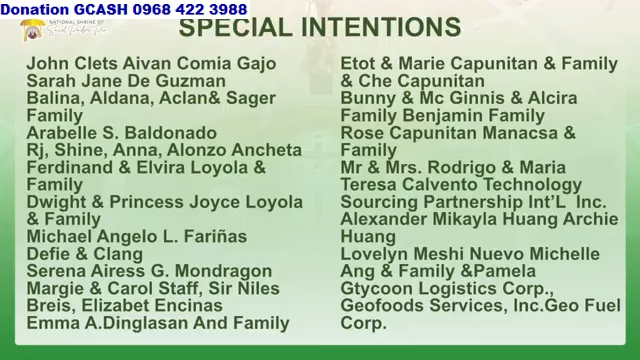 Donation GCASH 0968 422 3988
NATIONAL SHRINE OF
SPECIAL INTENTIONS
John Clets Aivan Comia Gajo
Sarah Jane De Guzman
Balina, Aldana, Aclan& Sager
Family
Arabelle S. Baldonado
Rj, Shine, Anna, Alonzo Ancheta
Ferdinand & Elvira Loyola &
Family
Dwight & Princess Joyce Loyola
& Family
Michael Angelo L. Fariñas
Defie & Clang
Serena Airess G. Mondragon
Margie & Carol Staff, Sir Niles
Breis, Elizabet Encinas
Emma A.Dinglasan And Family
Etot & Marie Capunitan & Family
& Che Capunitan
Bunny & Mc Ginnis & Alcira
Family Benjamin Family
Rose Capunitan Manacsa &
Family
Mr & Mrs. Rodrigo & Maria
Teresa Calvento Technology
Sourcing Partnership Int'L Inc.
Alexander Mikayla Huang Archie
Huang
Lovelyn Meshi Nuevo Michelle
Ang & Family &Pamela
Gtycoon Logistics Corp.,
Geofoods Services, Inc.Geo Fuel
Corp.